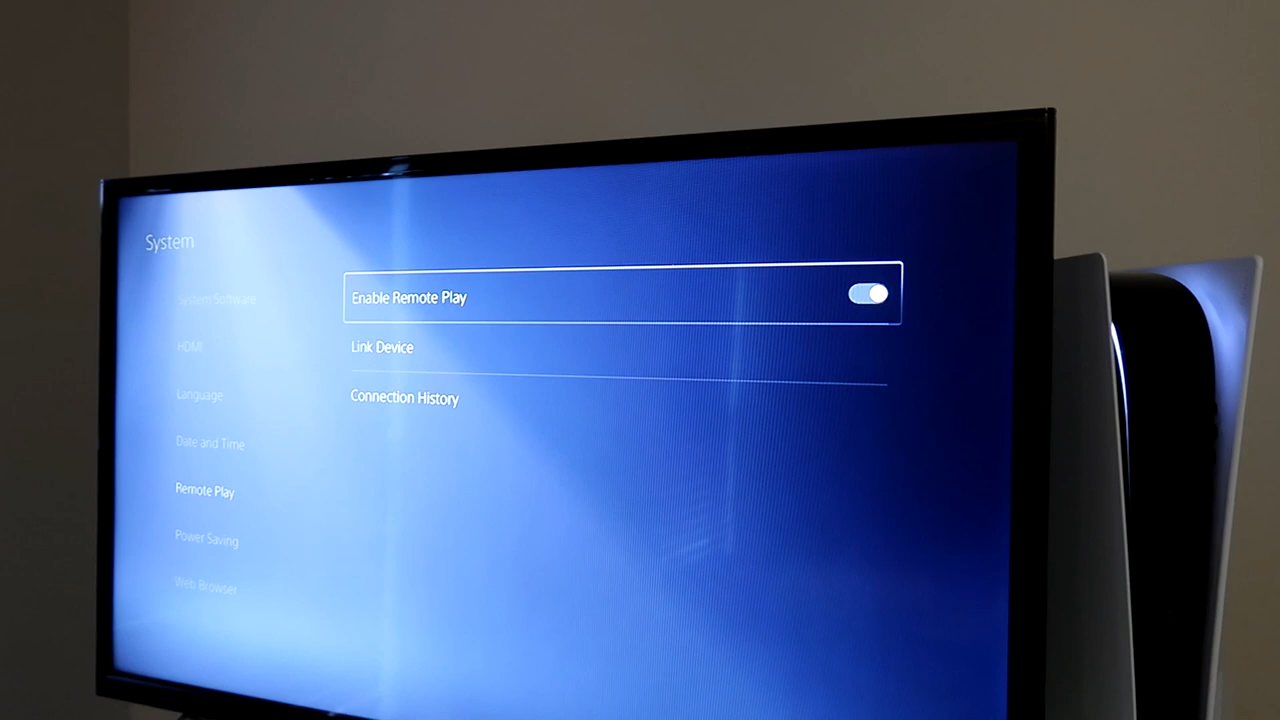 System
System Software
HDMI
Language
Date and Time
Remote Play
Power Saving
Web Browser
Enable Remote Play
Link Device
Connection History